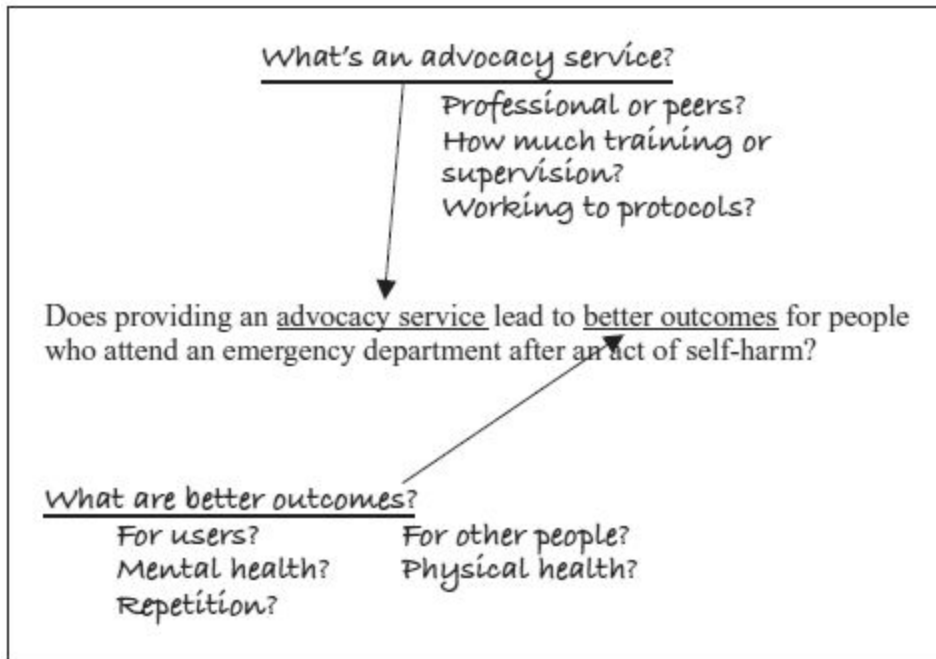 What's an advocacy service?
Professional or peers?
How much training or
supervision?
Working to protocols?
Does providing an advocacy service lead to better outcomes for people
who attend an emergency department after an act of self-harm?
What are better outcomes?
For users? For other people?
Mental health? Physical health?
Repetition?